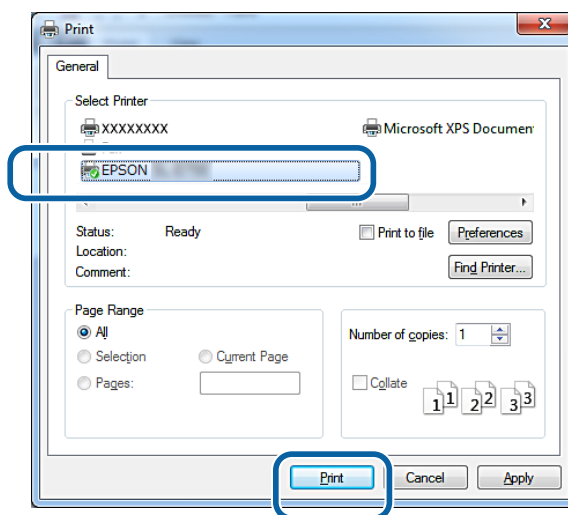 Print
General
Select Printer
XXXXXXXX
Microsoft XPS Documen
EPSON
Status: Ready
Print to file
Preferences
Location:
Comment:
Find Printer...
Page Range
All
Selection
Current Page
Pages:
Number of copies: 1
Collate
1 1 2 2 3 3
Print
Cancel
Apply